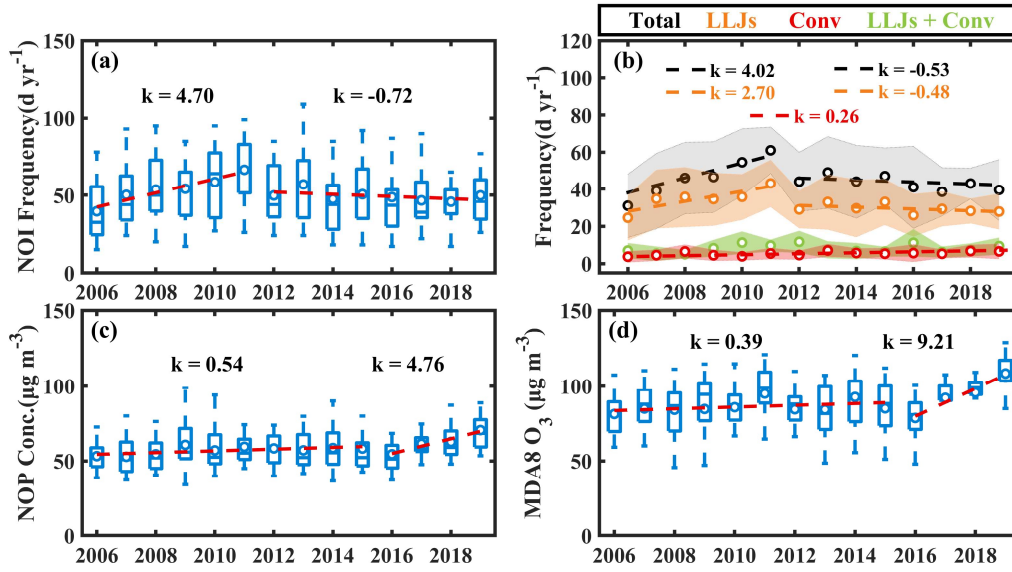 Total LLJs Conv LLJs + Conv
(a)
k = 4.70
k = -0.72
NOI Frequency(d yr⁻¹)
150
100
50
0
2006 2008 2010 2012 2014 2016 2018
(b)
k = 4.02
k = -0.53
k = 2.70
k = -0.48
k = 0.26
Frequency(d yr⁻¹)
120
100
80
60
40
20
0
2006 2008 2010 2012 2014 2016 2018
(c)
k = 0.54
k = 4.76
NOP Conc.(μg m⁻³)
150
100
50
0
2006 2008 2010 2012 2014 2016 2018
(d)
k = 0.39
k = 9.21
MDA8 O₃ (μg m⁻³)
150
100
50
0
2006 2008 2010 2012 2014 2016 2018